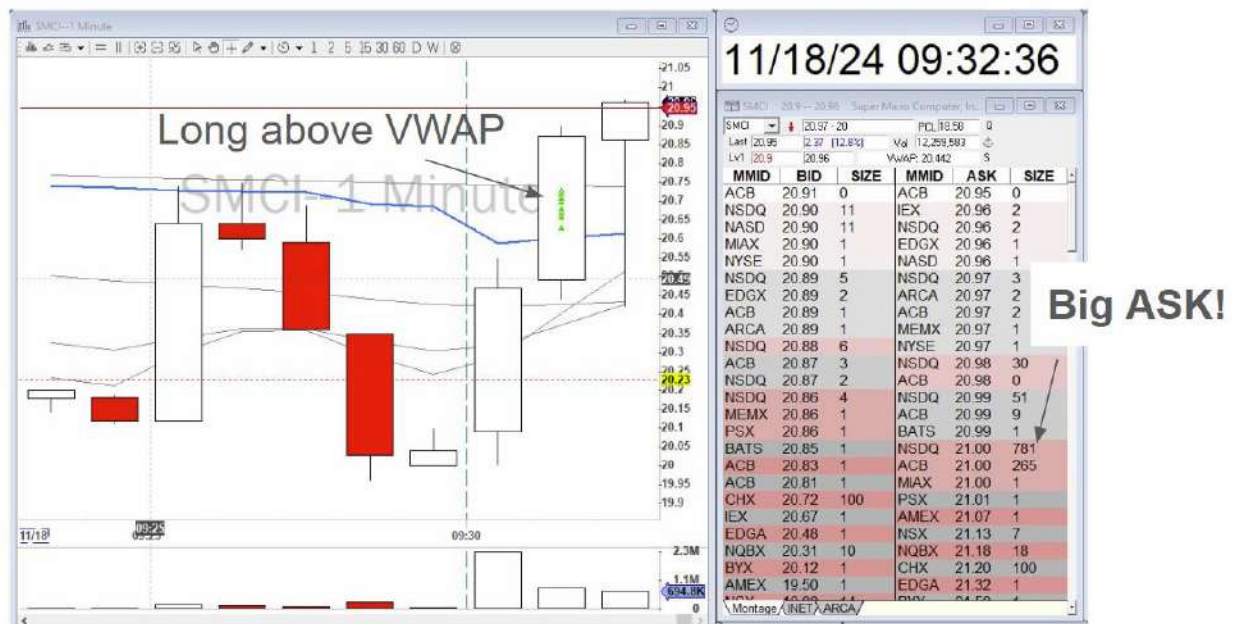 SMCI--1 Minute
1 2 5 15 30 60 D W
Long above VWAP
SMCI--1 Minute
21.05
21
20.95
20.9
20.85
20.8
20.75
20.7
20.65
20.6
20.55
20.45
20.4
20.35
20.3
20.25
20.23
20.2
20.15
20.1
20.05
20
19.95
19.9
11/18
09:25
09:30
2.3M
1.1M
694.8K
0
11/18/24 09:32:36
SMCI 20.9 -- 20.96 Super Micro Computer, In...
SMCI 20.97 - 20 PCL 18.58
Last 20.95 2.37 (12.8%) Vol 12,259,583
Lv1 20.9 20.96 VWAP: 20.442 S
MMID BID SIZE MMID ASK SIZE
ACB 20.91 0 ACB 20.95 0
NSDQ 20.90 11 IEX 20.96 2
NASD 20.90 11 NSDQ 20.96 2
MIAX 20.90 1 EDGX 20.96 1
NYSE 20.90 1 NASD 20.96 1
NSDQ 20.89 5 NSDQ 20.97 3
EDGX 20.89 2 ARCA 20.97 2
ACB 20.89 1 ACB 20.97 2
ARCA 20.89 1 MEMX 20.97 1
NSDQ 20.88 6 NYSE 20.97 1
ACB 20.87 3 NSDQ 20.98 30
NSDQ 20.87 2 ACB 20.98 0
NSDQ 20.86 4 NSDQ 20.99 51
MEMX 20.86 1 ACB 20.99 9
PSX 20.86 1 BATS 20.99 1
BATS 20.85 1 NSDQ 21.00 781
ACB 20.83 1 ACB 21.00 265
ACB 20.81 1 MIAX 21.00 1
CHX 20.72 100 PSX 21.01 1
IEX 20.67 1 AMEX 21.07 1
EDGA 20.48 1 NSX 21.13 7
NQBX 20.31 10 NQBX 21.18 18
BYX 20.12 1 CHX 21.20 100
AMEX 19.50 1 EDGA 21.32 1
Montage INET ARCA
Big ASK!